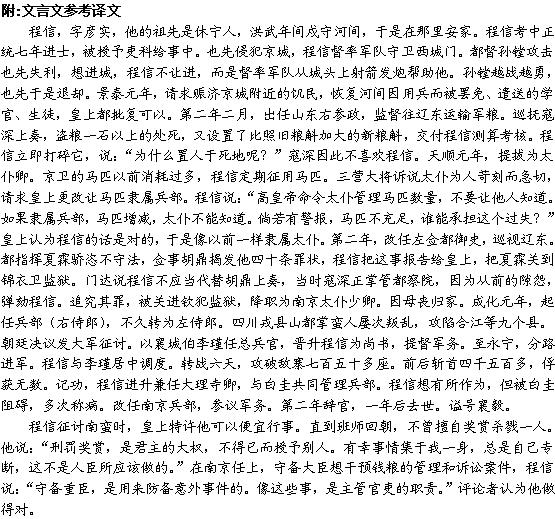 附:文言文参考译文
程信，字彦实，他的祖先是休宁人，洪武年间戍守河间，于是在那里安家。程信考中正
统七年进士，被授予吏科给事中。也先侵犯京城，程信督率军队守卫西城门。都督孙镗攻击
也先失利，想进城，程信不让进，而是督率军队从城头上射箭发炮帮助他。孙镗越战越勇，
也先于是退却。景泰元年，请求赈济京城附近的饥民，恢复河间因用兵而被罢免、遣送的学
官、生徒，皇上都批复可以。第二年二月，出任山东右参政，监督往辽东运输军粮。巡抚寇
深上奏，盗粮一石以上的处死，又设置了比照旧粮斛加大的新粮斛，交付程信测算考核。程
信立即打碎它，说：“为什么置人于死地呢？”寇深因此不喜欢程信。天顺元年，提拔为太
仆卿。京卫的马匹以前消耗过多，程信定期征用马匹。三营大将诉说太仆为人苛刻而急切，
请求皇上更改让马匹隶属兵部。程信说：“高皇帝命令太仆管理马匹数量，不要让他人知道。
如果隶属兵部，马匹增减，太仆不能知道。倘若有警报，马匹不充足，谁能承担这个过失？”
皇上认为程信的话是对的，于是像以前一样隶属太仆。第二年，改任左佥都御史，巡视辽东。
都指挥夏霖骄恣不守法，佥事胡鼎揭发他四十条罪状，程信把这事报告给皇上，把夏霖关到
锦衣卫监狱。门达说程信不应当代替胡鼎上奏，当时寇深正掌管都察院，因为从前的隙怨，
弹劾程信。追究其罪，被关进钦犯监狱，降职为南京太仆少卿。因母丧归家。成化元年，起
任兵部（右侍郎），不久转为左侍郎。四川戎县山都掌蛮人屡次叛乱，攻陷合江等九个县。
朝廷决议发大军征讨。以襄城伯李瑾任总兵官，晋升程信为尚书，提督军务。至永宁，分路
进军。程信与李瑾居中调度。转战六天，攻破敌寨七百五十多座。前后斩首四千五百多，俘
获无数。记功，程信进升兼任大理寺卿，与白圭共同管理兵部。程信想有所作为，但被白圭
阻碍，多次称病。改任南京兵部，参议军务。第二年辞官，一年后去世。谥号襄毅。
程信征讨南蛮时，皇上特许他可以便宜行事。直到班师回朝，不曾擅自奖赏杀戮一人。
他说：“刑罚奖赏，是君主的大权，不得已而授予别人。有幸事情集于我一身，总是自己专
断，这不是人臣所应该做的。”在南京任上，守备大臣想干预钱粮的管理和诉讼案件，程信
说：“守备重臣，是用来防备意外事件的。像这些事，是主管官吏的职责。”评论者认为他做
得对。